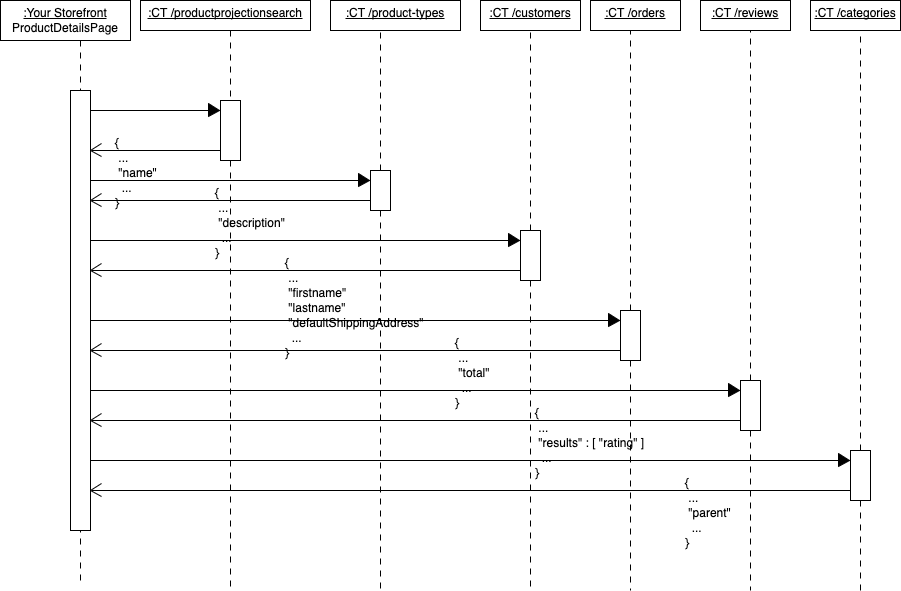 :Your Storefront
ProductDetailsPage
:CT /productprojectionsearch
:CT /product-types
:CT /customers
:CT /orders
:CT /reviews
:CT /categories
{
...
"name"
...
}
{
...
"description"
...
}
{
...
"firstname"
"lastname"
"defaultShippingAddress"
...
}
{
...
"total"
...
}
{
...
"results" : [ "rating" ]
...
}
{
...
"parent"
...
}